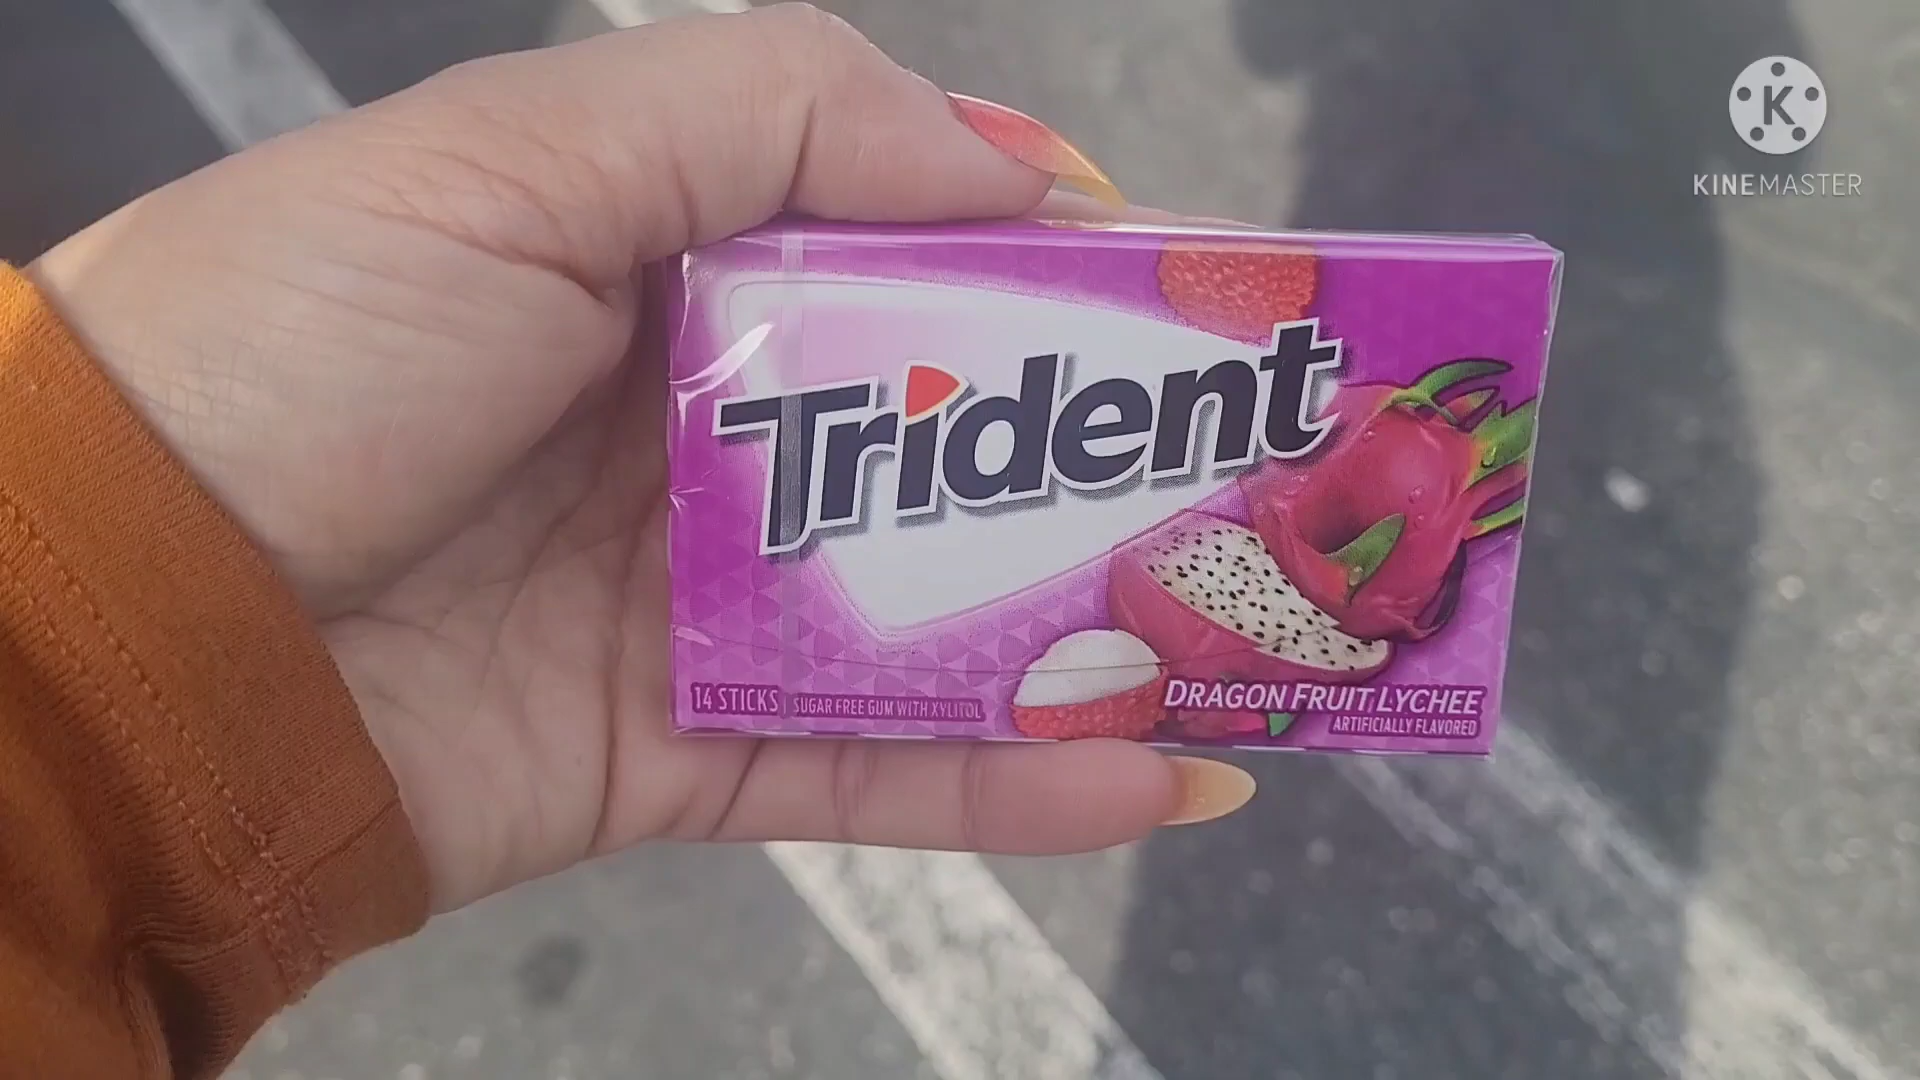 K
KINEMASTER
Trident
14 STICKS | SUGAR FREE GUM WITH XYLITOL
DRAGON FRUIT LYCHEE
ARTIFICIALLY FLAVORED